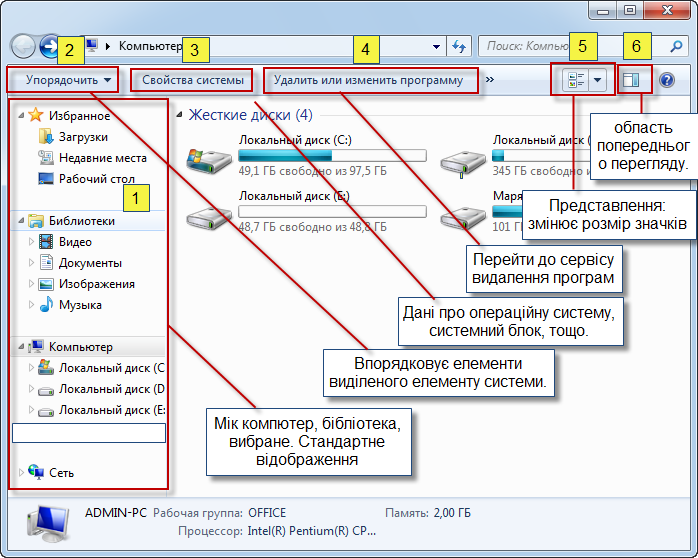 2
3
4
5
6
Компьютер
Поиск: Компью
Упорядочить
Свойства системы
Удалить или изменить программу
»
?
Избранное
Загрузки
Недавние места
Рабочий стол
1
Библиотеки
Видео
Документы
Изображения
Музыка
Компьютер
Локальный диск (C
Локальный диск (D
Локальный диск (E:
Сеть
Жесткие диски (4)
Локальный диск (C:)
49,1 ГБ свободно из 97,5 ГБ
Локальный диск (
345 ГБ свободно
Локальный диск (E:)
48,7 ГБ свободно из 48,8 ГБ
Маря
101 Г
область
попередньог
о перегляду.
Представлення:
змінює розмір значків
Перейти до сервісу
видалення програм
Дані про операційну систему,
системний блок, тощо.
Впорядковує елементи
виділеного елементу системи.
Мік компютер, бібліотека,
вибране. Стандартне
відображення
ADMIN-PC Рабочая группа: OFFICE Память: 2,00 ГБ
Процессор: Intel(R) Pentium(R) CP...